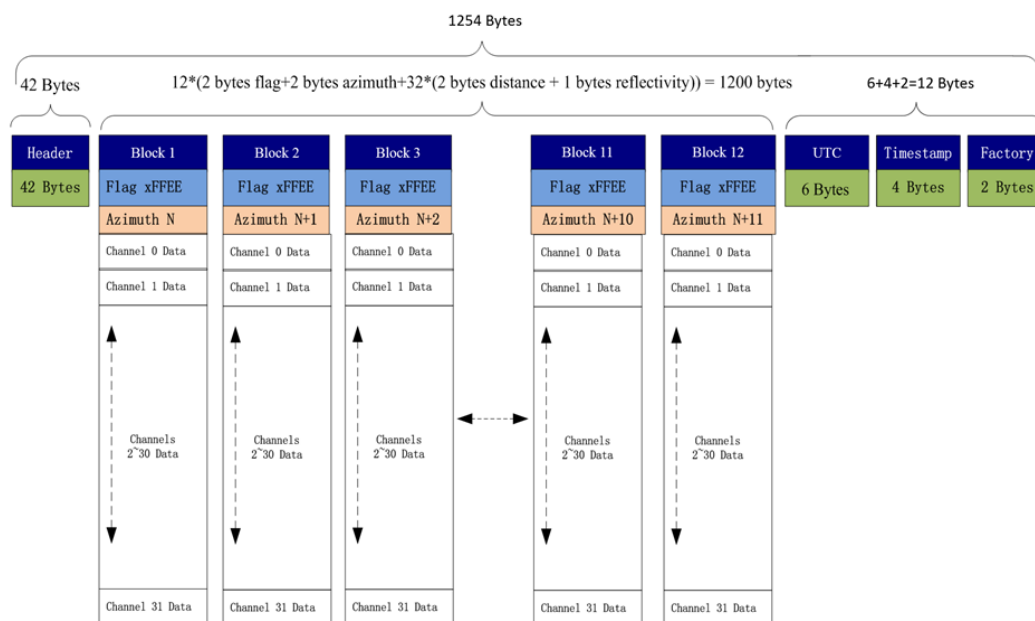 1254 Bytes
42 Bytes
12*(2 bytes flag+2 bytes azimuth+32*(2 bytes distance + 1 bytes reflectivity)) = 1200 bytes
6+4+2=12 Bytes
Header
42 Bytes
Block 1
Flag xFFEE
Azimuth N
Channel 0 Data
Channel 1 Data
Channels
2~30 Data
Channel 31 Data
Block 2
Flag xFFEE
Azimuth N+1
Channel 0 Data
Channel 1 Data
Channels
2~30 Data
Channel 31 Data
Block 3
Flag xFFEE
Azimuth N+2
Channel 0 Data
Channel 1 Data
Channels
2~30 Data
Channel 31 Data
Block 11
Flag xFFEE
Azimuth N+10
Channel 0 Data
Channel 1 Data
Channels
2~30 Data
Channel 31 Data
Block 12
Flag xFFEE
Azimuth N+11
Channel 0 Data
Channel 1 Data
Channels
2~30 Data
Channel 31 Data
UTC
6 Bytes
Timestamp
4 Bytes
Factory
2 Bytes